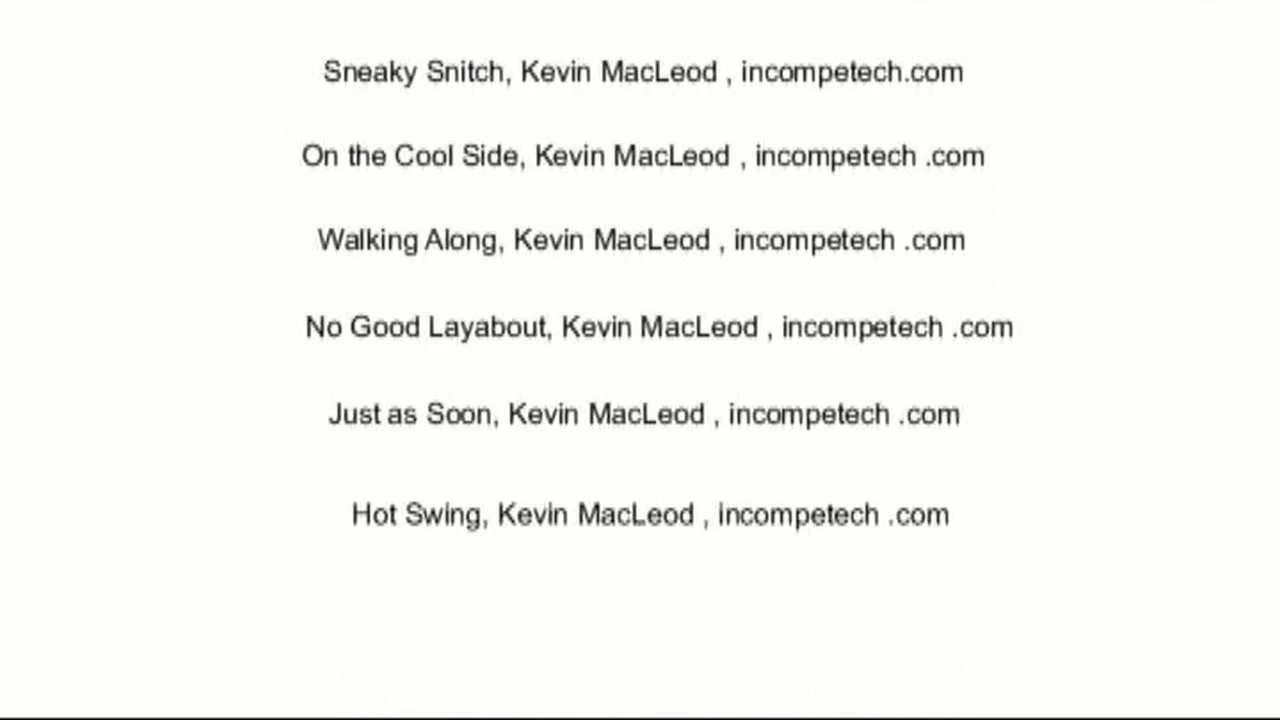 Sneaky Snitch, Kevin MacLeod , incompetech.com
On the Cool Side, Kevin MacLeod , incompetech .com
Walking Along, Kevin MacLeod , incompetech .com
No Good Layabout, Kevin MacLeod , incompetech .com
Just as Soon, Kevin MacLeod , incompetech .com
Hot Swing, Kevin MacLeod , incompetech .com